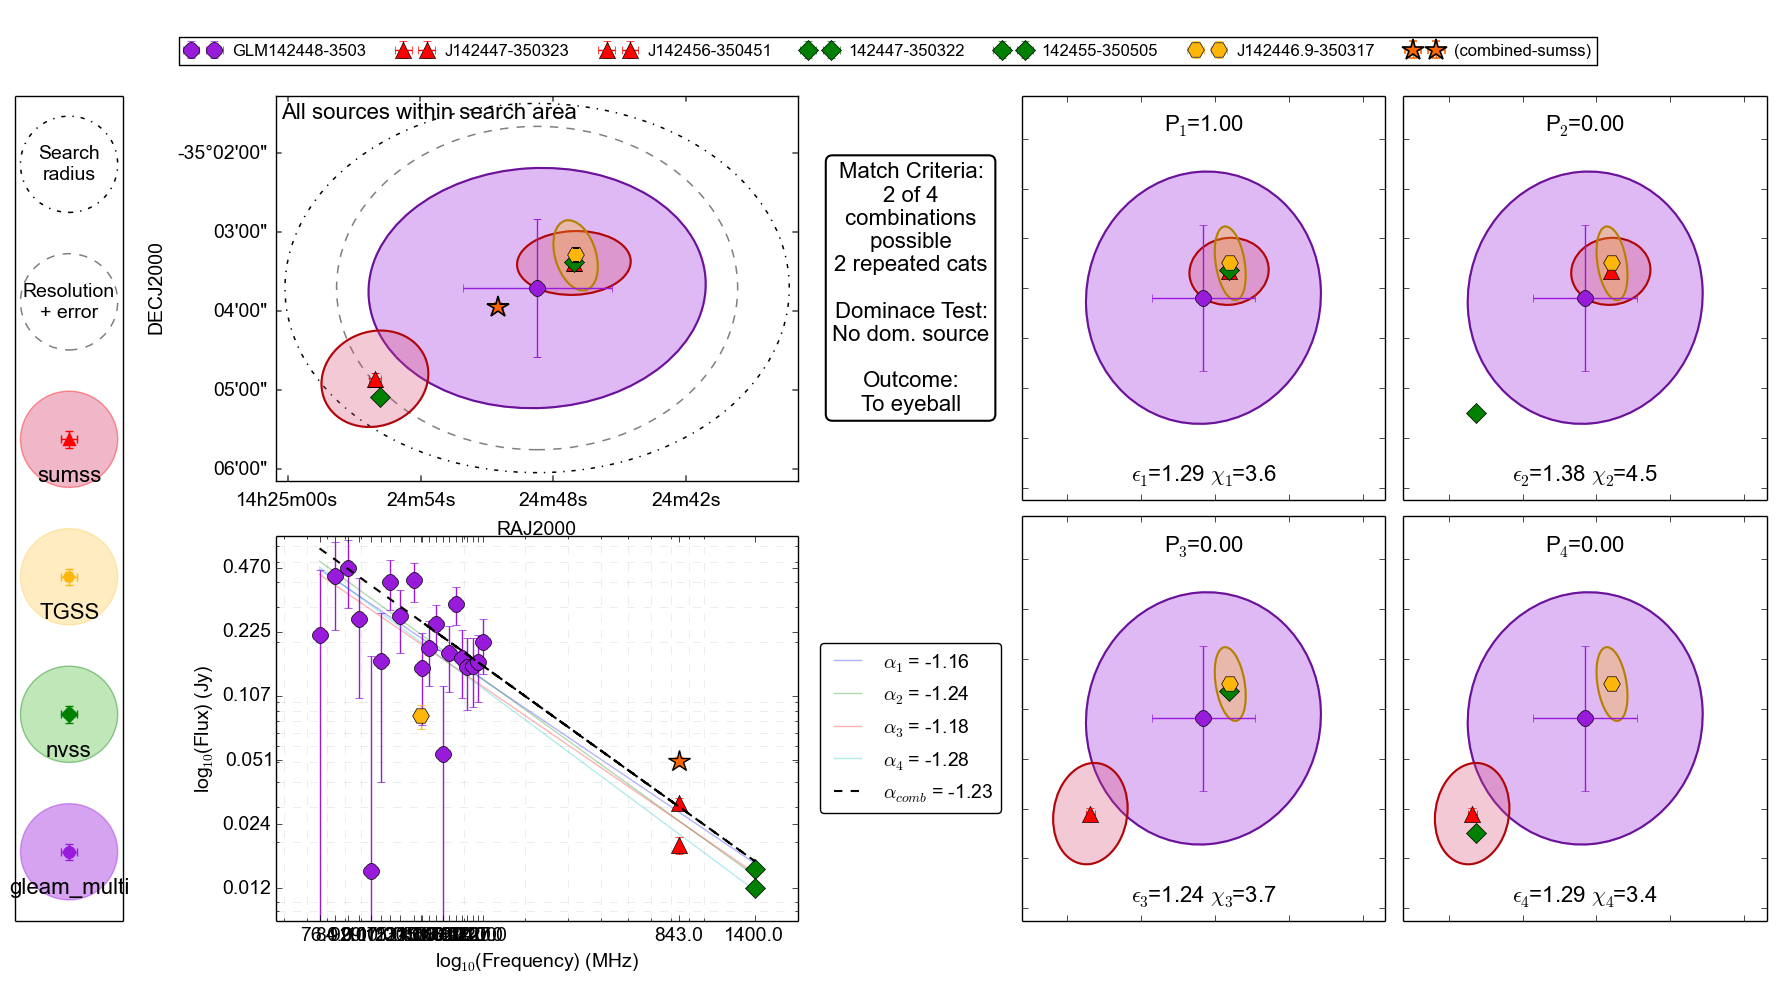 GLM142448-3503 J142447-350323 J142456-350451 142447-350322 142455-350505 J142446.9-350317 (combined-sumss)
Search
radius
Resolution
+ error
sumss
TGSS
nvss
gleam_multi
All sources within search area
DECJ2000
-35°02'00"
03'00"
04'00"
05'00"
06'00"
14h25m00s 24m54s 24m48s 24m42s
RAJ2000
Match Criteria:
2 of 4
combinations
possible
2 repeated cats
Dominace Test:
No dom. source
Outcome:
To eyeball
P1=1.00
ϵ1=1.29 χ1=3.6
P2=0.00
ϵ2=1.38 χ2=4.5
P3=0.00
ϵ3=1.24 χ3=3.7
P4=0.00
ϵ4=1.29 χ4=3.4
log10(Flux) (Jy)
0.470
0.225
0.107
0.051
0.024
0.012
843.0 1400.0
log10(Frequency) (MHz)
α1 = -1.16
α2 = -1.24
α3 = -1.18
α4 = -1.28
αcomb = -1.23